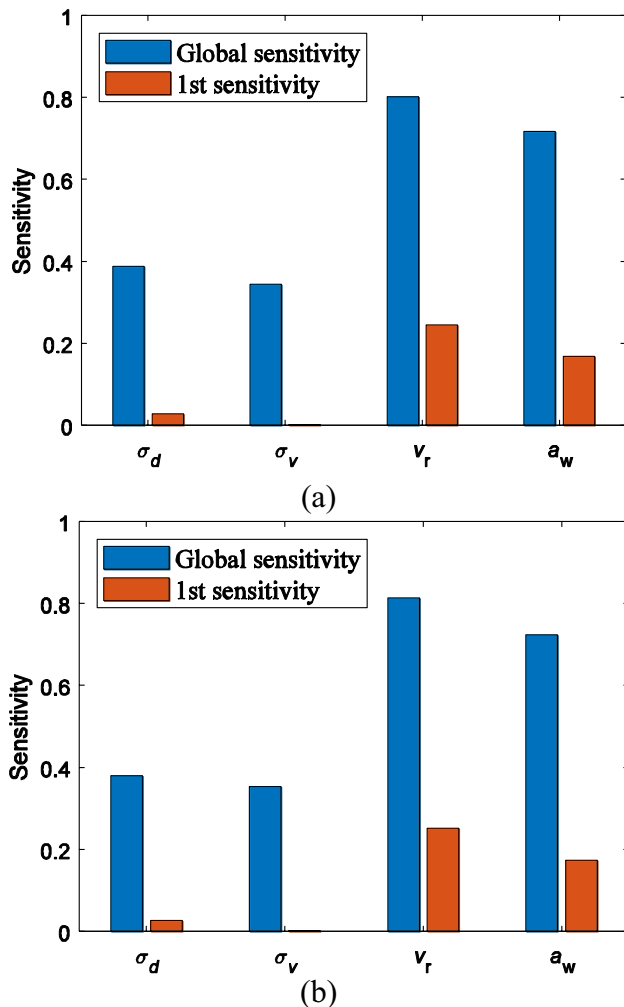 1
Global sensitivity
1st sensitivity
0.8
0.6
Sensitivity
0.4
0.2
0
σd σv vr aw
(a)
1
Global sensitivity
1st sensitivity
0.8
0.6
Sensitivity
0.4
0.2
0
σd σv vr aw
(b)